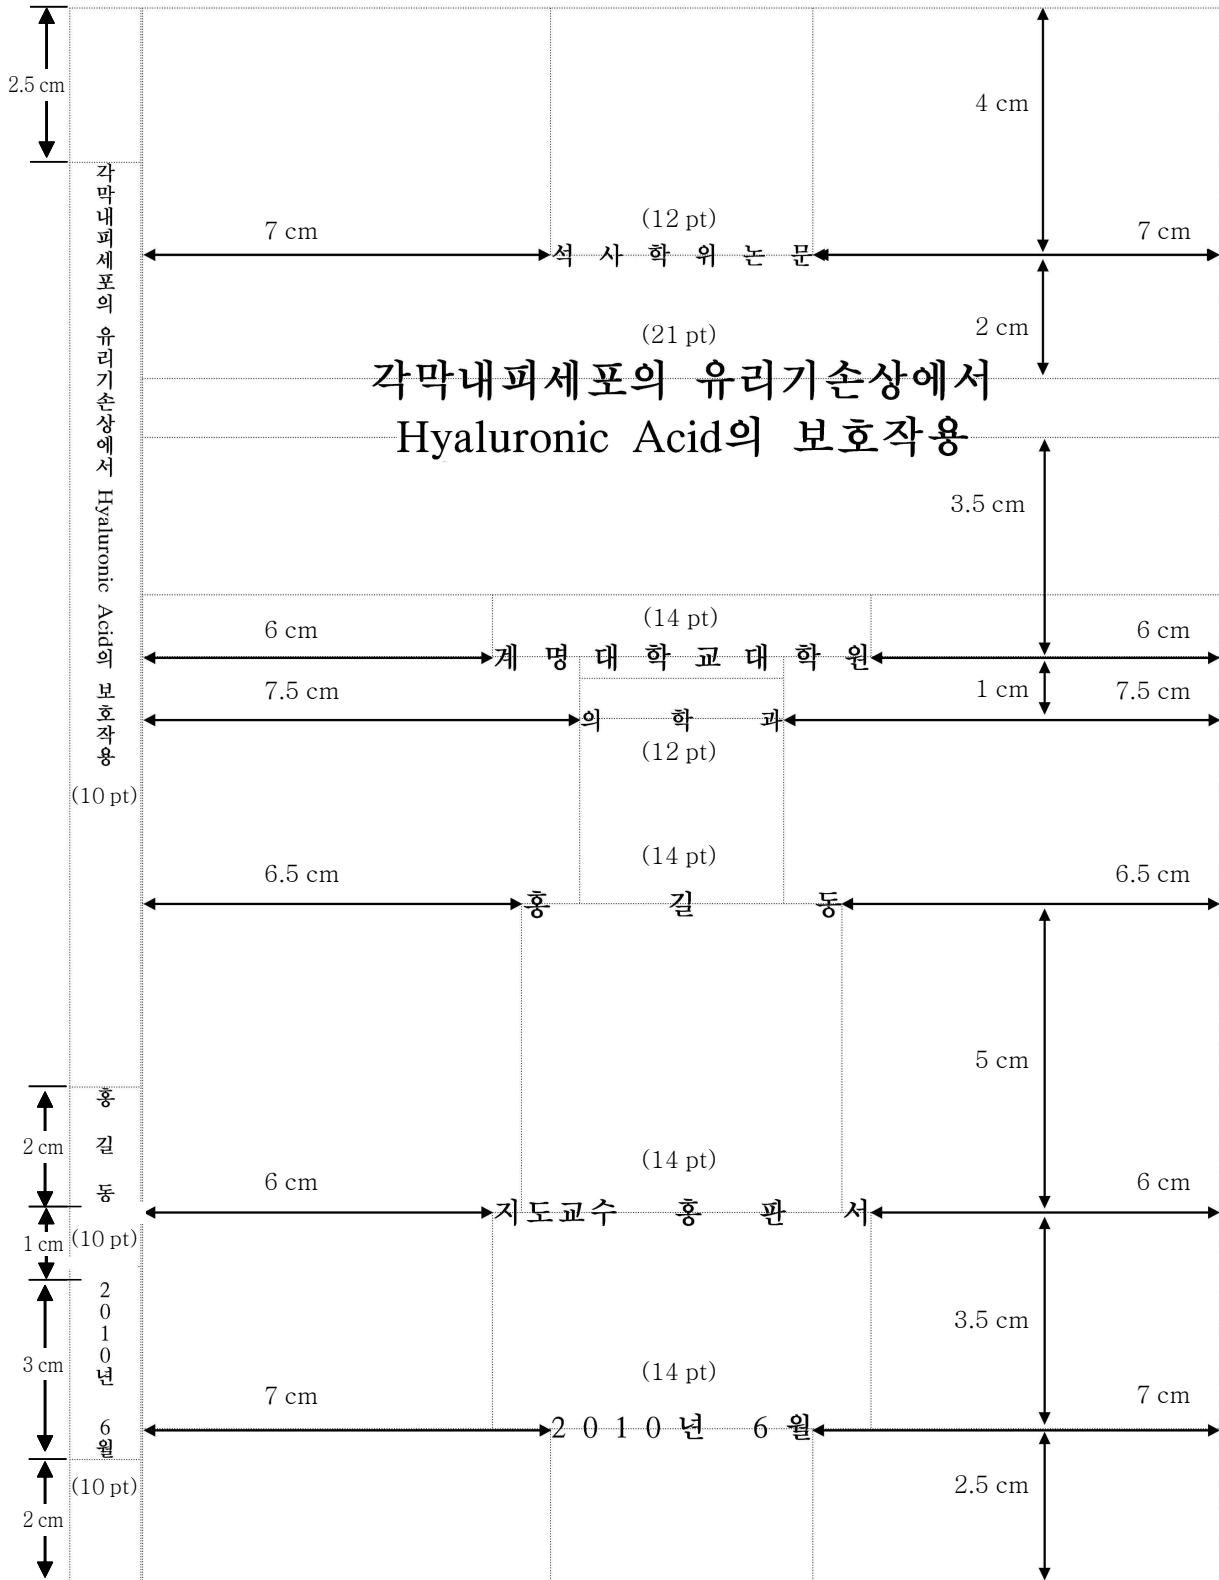 2.5 cm
각막내피세포의 유리기손상에서 Hyaluronic Acid의 보호작용
(10 pt)
홍 길 동
2 cm
1 cm
(10 pt)
2010년 6월
3 cm
(10 pt)
2 cm
4 cm
7 cm
(12 pt)
7 cm
석 사 학 위 논 문
(21 pt)
2 cm
각막내피세포의 유리기손상에서
Hyaluronic Acid의 보호작용
3.5 cm
6 cm
(14 pt)
6 cm
계 명 대 학 교 대 학 원
7.5 cm
1 cm
7.5 cm
의 학 과
(12 pt)
(14 pt)
6.5 cm
6.5 cm
홍 길 동
5 cm
(14 pt)
6 cm
6 cm
지도교수 홍 판 서
3.5 cm
(14 pt)
7 cm
7 cm
2 0 1 0 년 6 월
2.5 cm